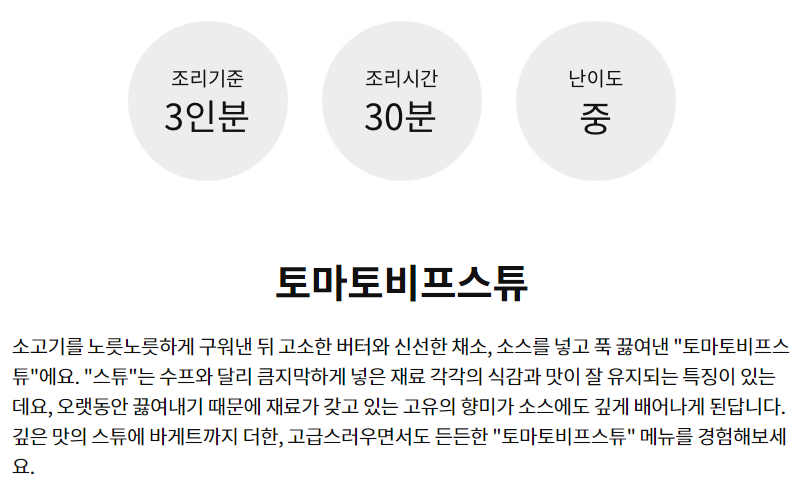 조리기준
3인분
조리시간
30분
난이도
중
토마토비프스튜
소고기를 노릇노릇하게 구워낸 뒤 고소한 버터와 신선한 채소, 소스를 넣고 푹 끓여낸 "토마토비프스
튜"에요. "스튜"는 수프와 달리 큼지막하게 넣은 재료 각각의 식감과 맛이 잘 유지되는 특징이 있는
데요, 오랫동안 끓여내기 때문에 재료가 갖고 있는 고유의 향미가 소스에도 깊게 배어나게 된답니다.
깊은 맛의 스튜에 바게트까지 더한, 고급스러우면서도 든든한 "토마토비프스튜" 메뉴를 경험해보세
요.